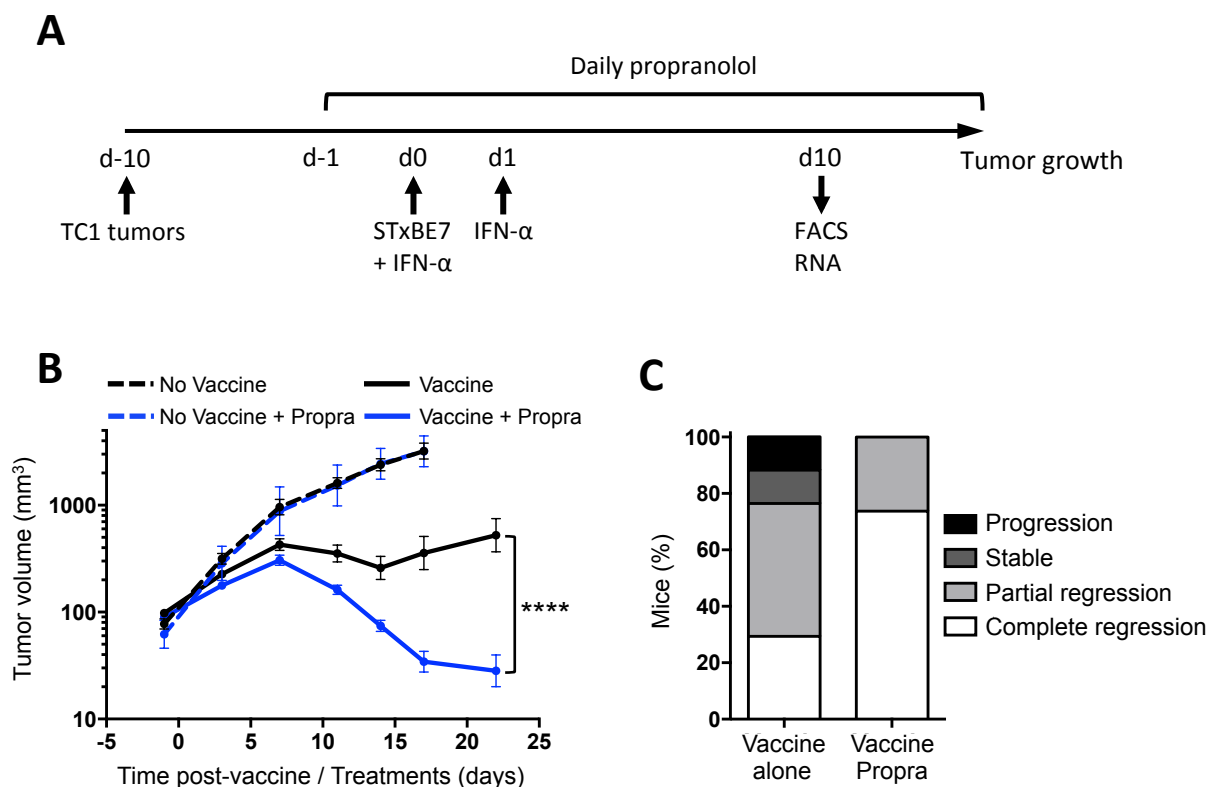 A
Daily propranolol
d-10 d-1 d0 d1 d10 Tumor growth
TC1 tumors STxBE7 IFN-α FACS
+ IFN-α RNA
B
No Vaccine Vaccine
No Vaccine + Propra Vaccine + Propra
Tumor volume (mm³)
1000
100
10
****
-5 0 5 10 15 20 25
Time post-vaccine / Treatments (days)
C
Mice (%)
100
80
60
40
20
0
Progression
Stable
Partial regression
Complete regression
Vaccine Vaccine
alone Propra